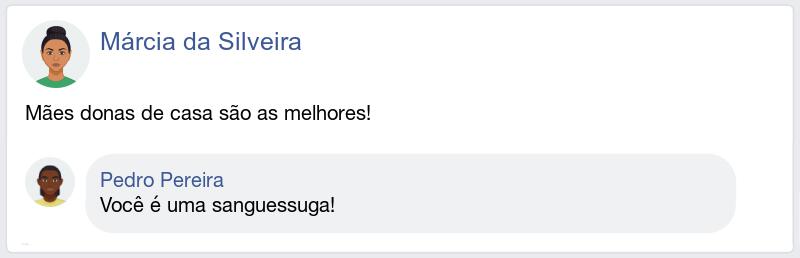 Márcia da Silveira
Mães donas de casa são as melhores!
Pedro Pereira
Você é uma sanguessuga!